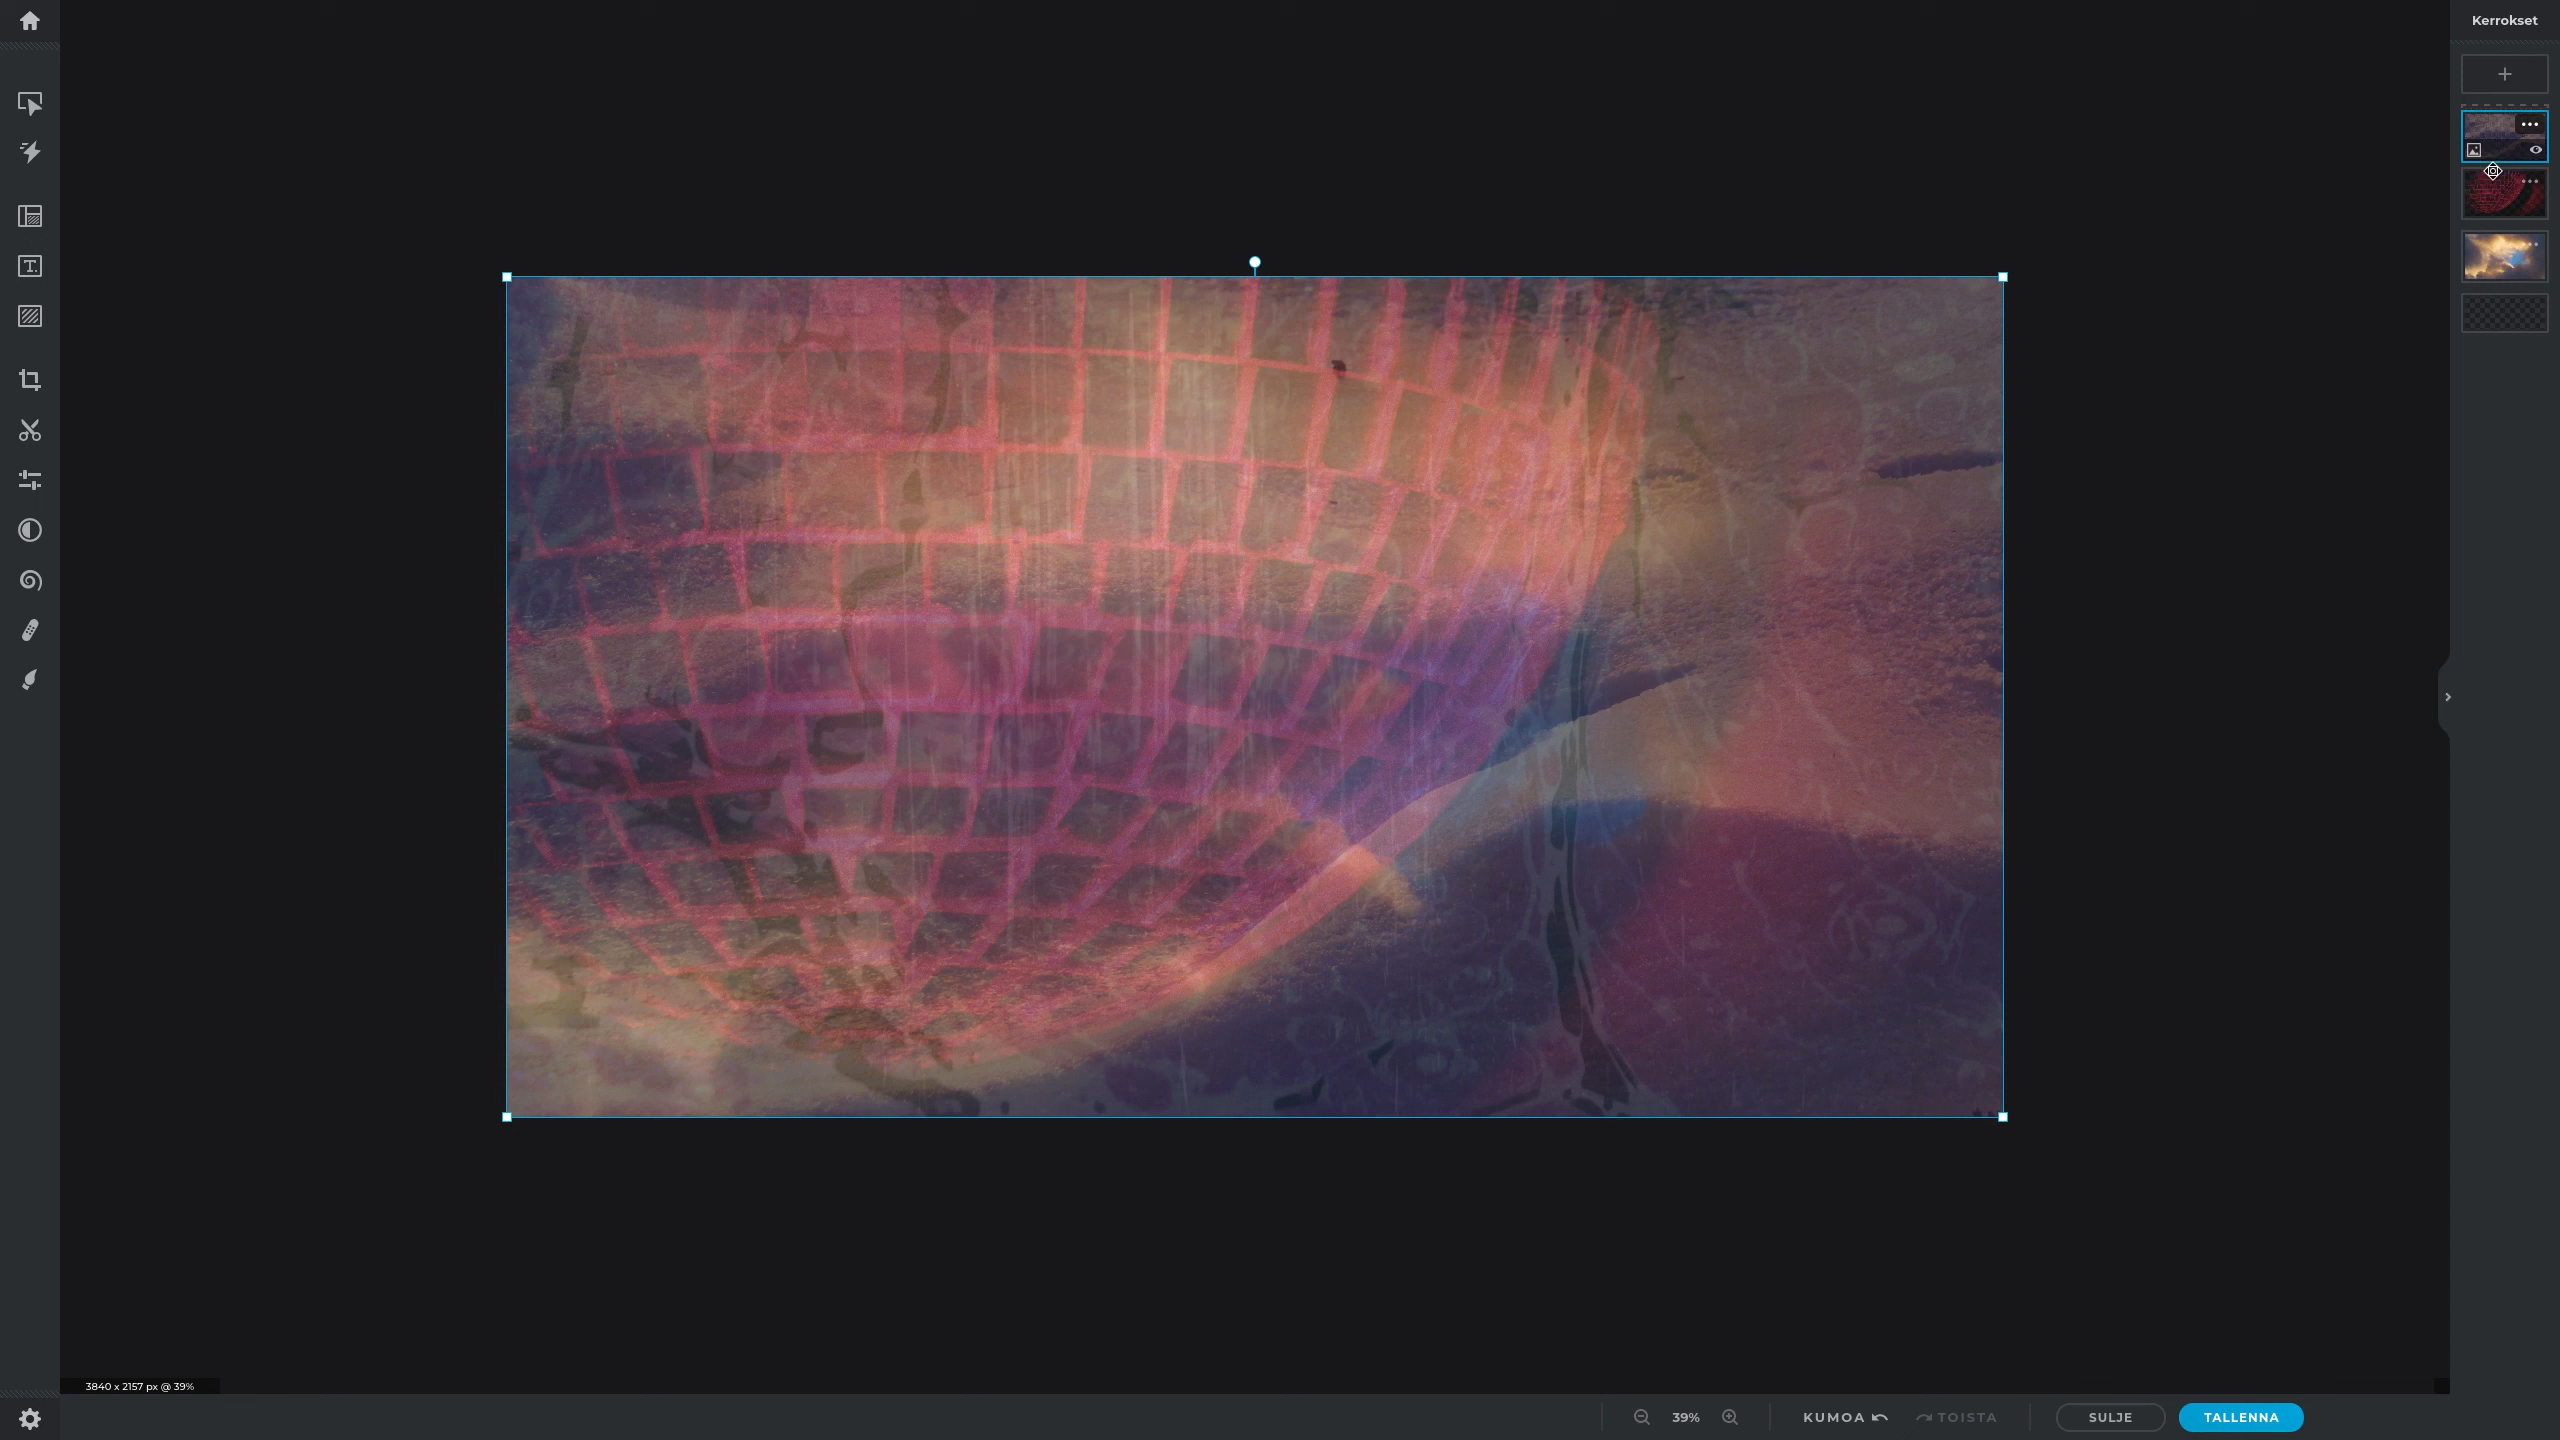 Kerrokset
3840 x 2157 px @ 39%
39%
KUMOA
TOISTA
SULJE
TALLENNA